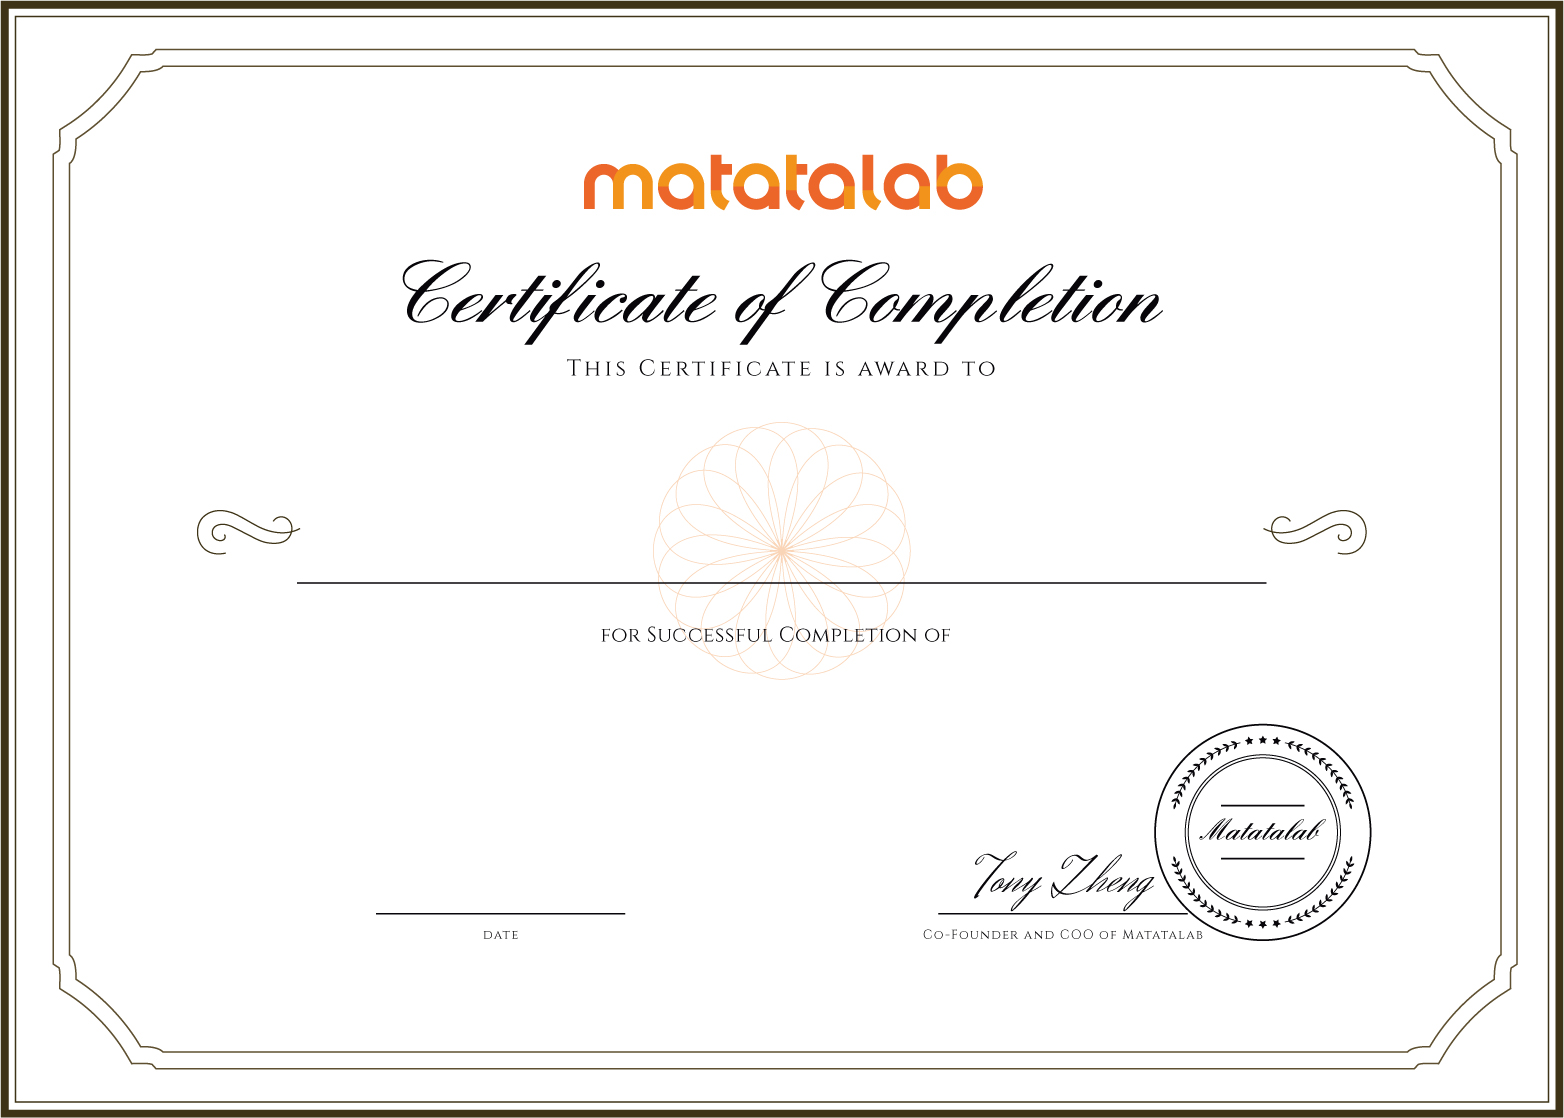 matatalab
Certificate of Completion
This Certificate is award to
for Successful Completion of
Matatalab
Tony Zheng
date
Co-Founder and COO of Matatalab